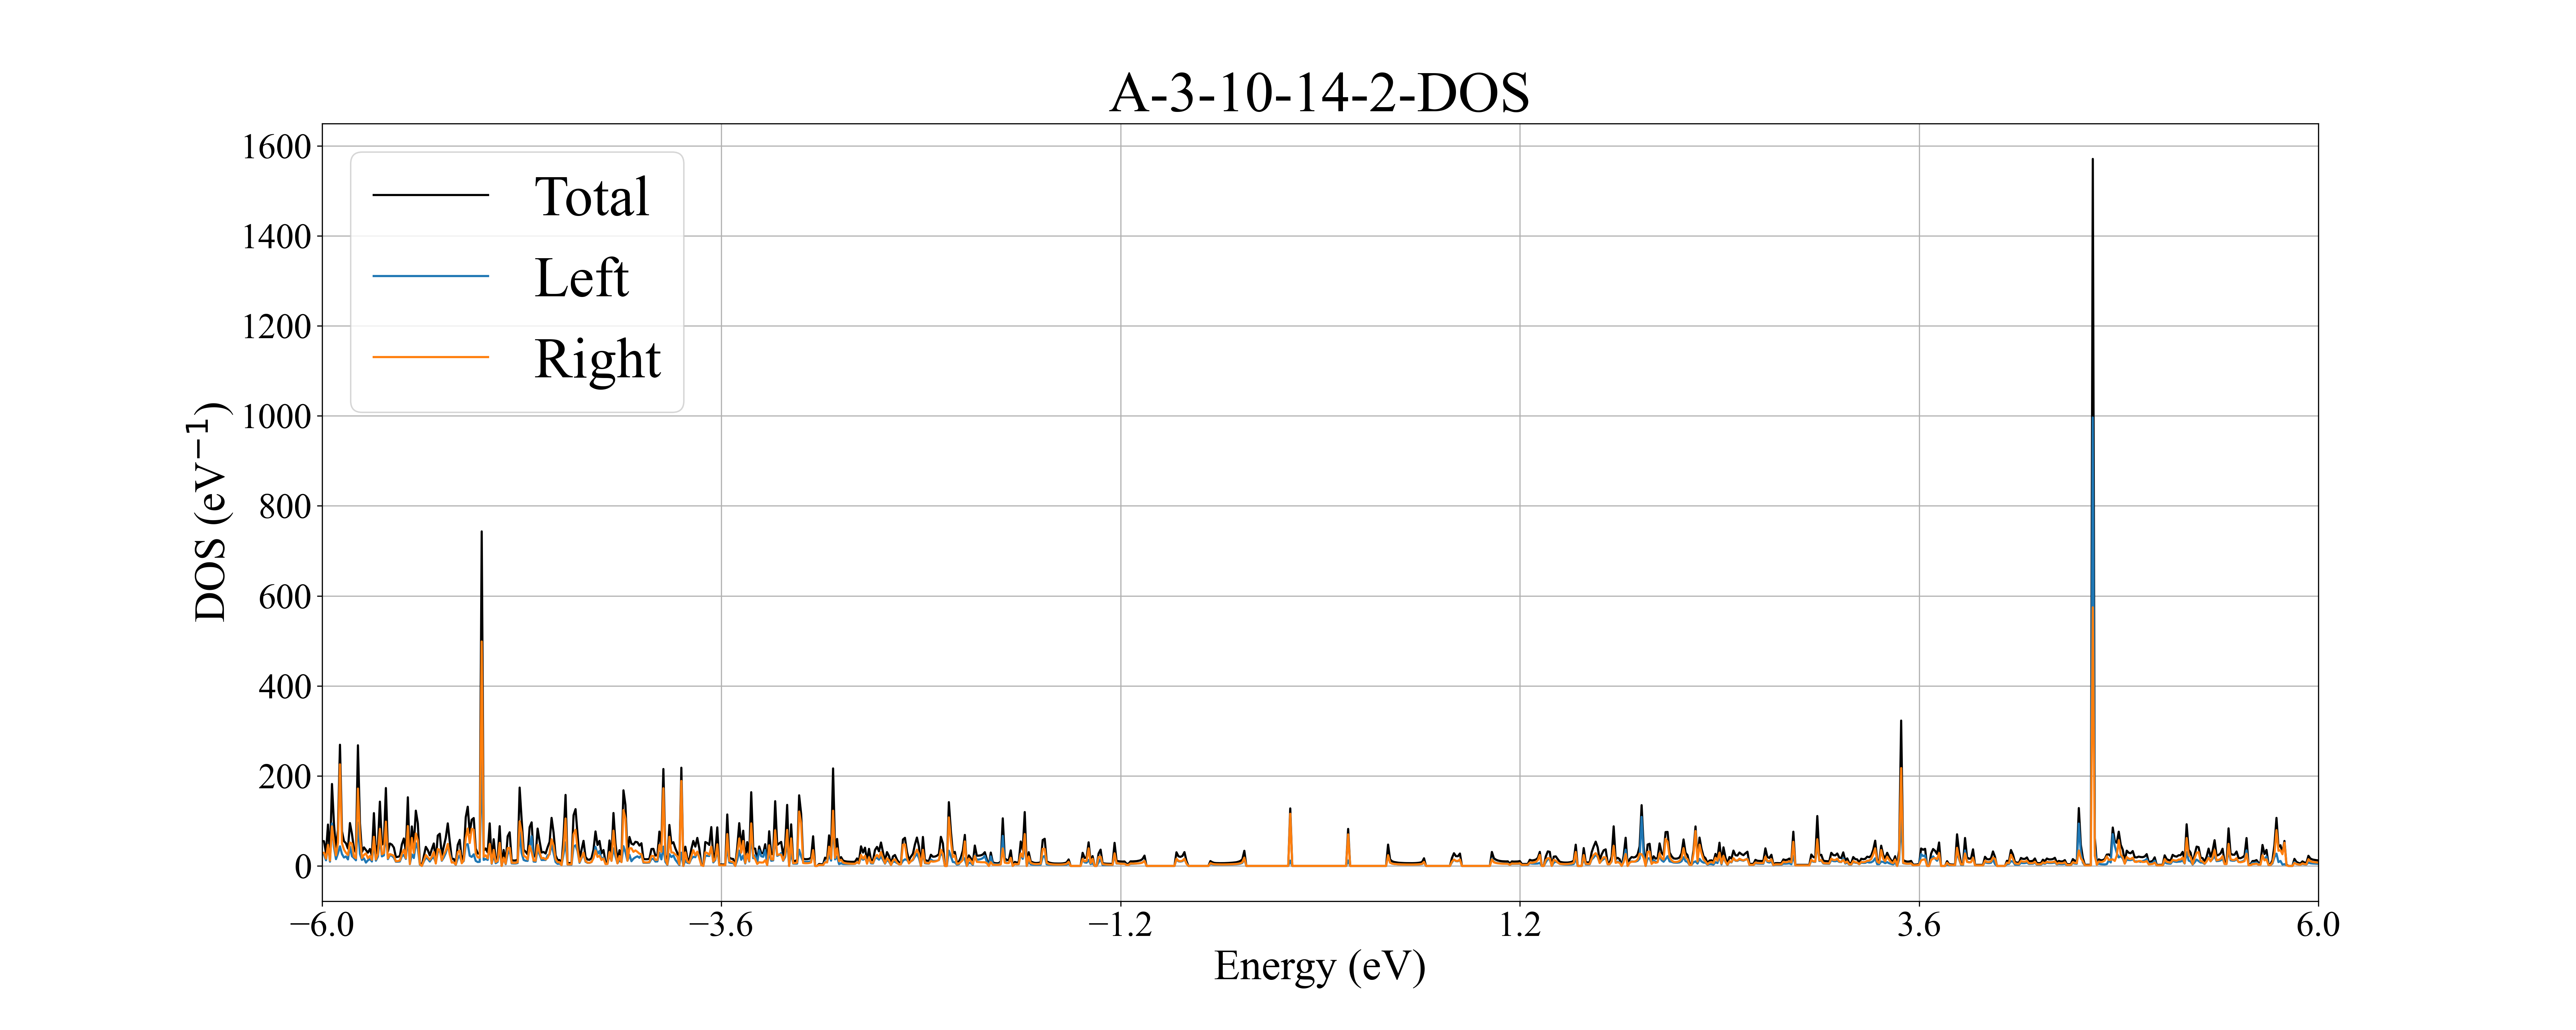 A-3-10-14-2-DOS
1600
1400
1200
1000
800
600
400
200
0
DOS (eV⁻¹)
Total
Left
Right
−6.0 −3.6 −1.2 1.2 3.6 6.0
Energy (eV)